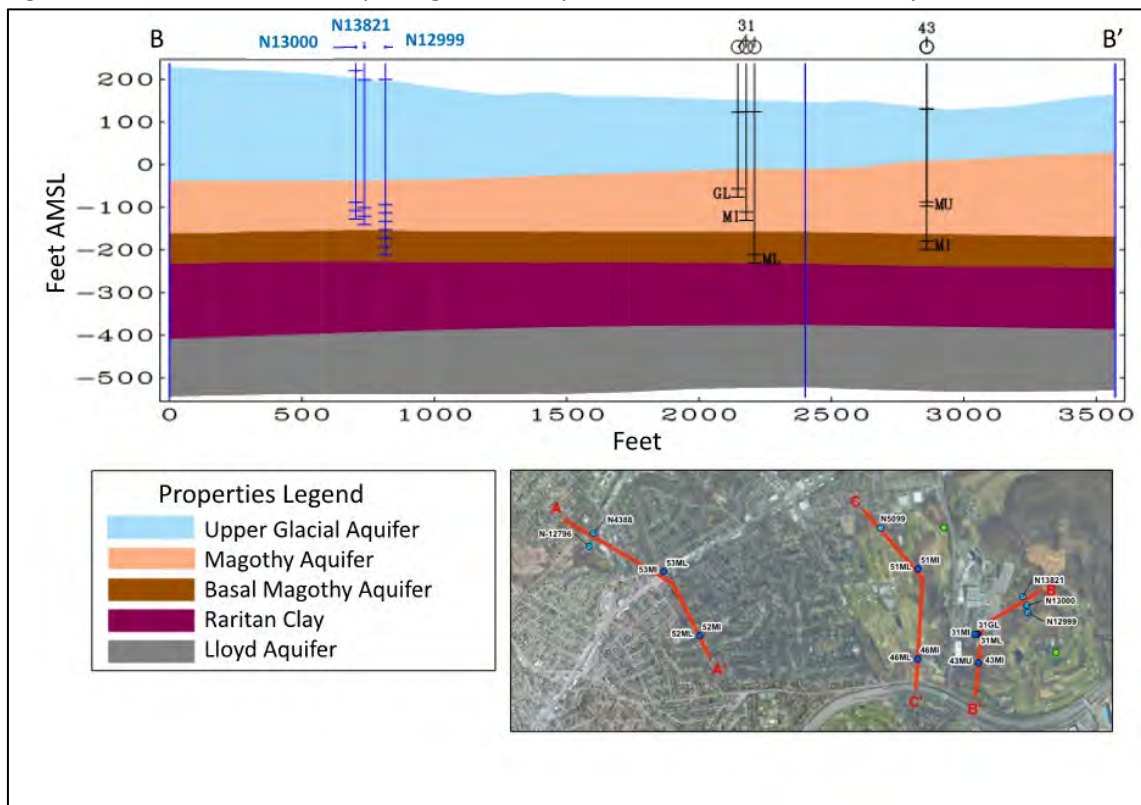 B
N13000
N13821
N12999
31
43
B'
Feet AMSL
200
100
0
-100
-200
-300
-400
-500
GL
MI
ML
MU
MI
0
500
1000
1500
2000
2500
3000
3500
Feet
Properties Legend
Upper Glacial Aquifer
Magothy Aquifer
Basal Magothy Aquifer
Raritan Clay
Lloyd Aquifer
A
N4388
N-12796
53ML
53MI
52MI
52ML
A'
C
N5099
51MI
51ML
46MI
46ML
C'
N13821
B
N13000
N12999
31GL
31MI
31ML
43MU
43MI
B'